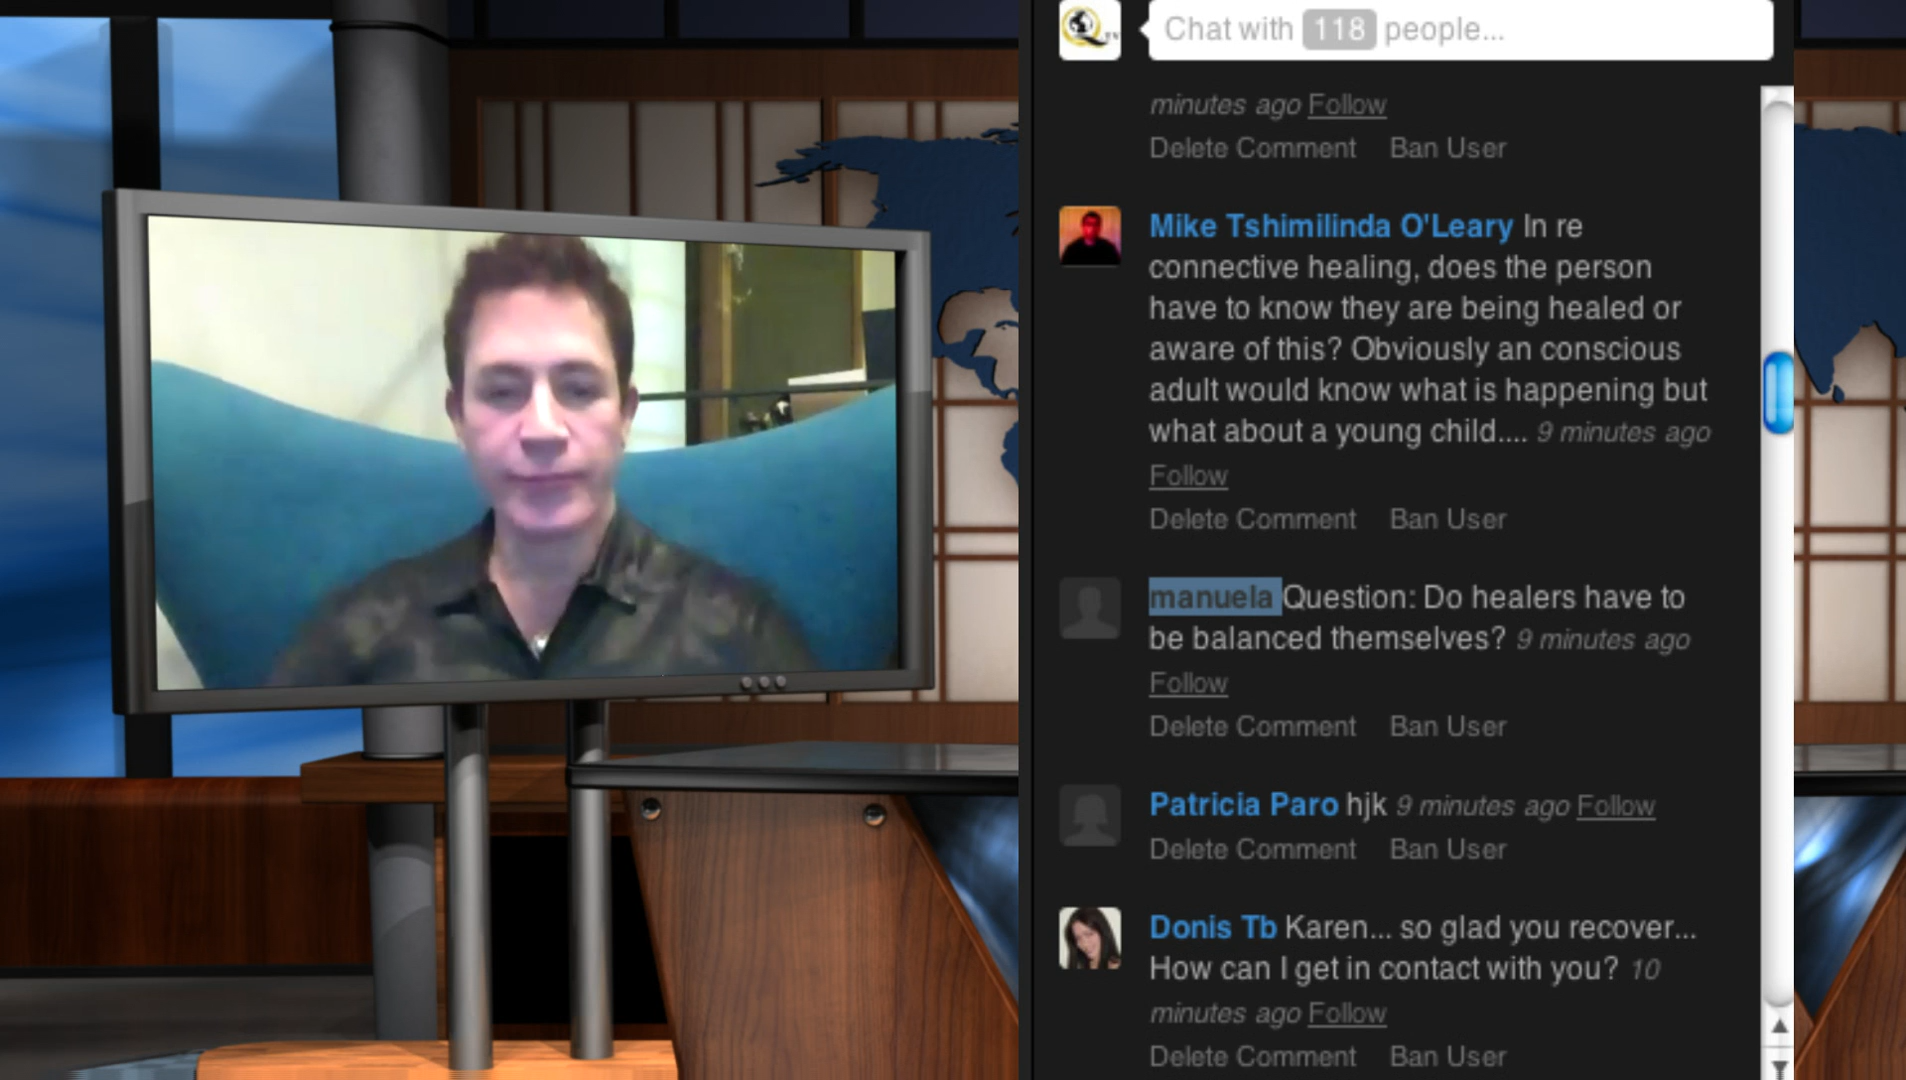 Chat with 118 people...
minutes ago Follow
Delete Comment Ban User
Mike Tshimilinda O'Leary In re
connective healing, does the person
have to know they are being healed or
aware of this? Obviously an conscious
adult would know what is happening but
what about a young child.... 9 minutes ago
Follow
Delete Comment Ban User
manuela Question: Do healers have to
be balanced themselves? 9 minutes ago
Follow
Delete Comment Ban User
Patricia Paro hjk 9 minutes ago Follow
Delete Comment Ban User
Donis Tb Karen... so glad you recover...
How can I get in contact with you? 10
minutes ago Follow
Delete Comment Ban User